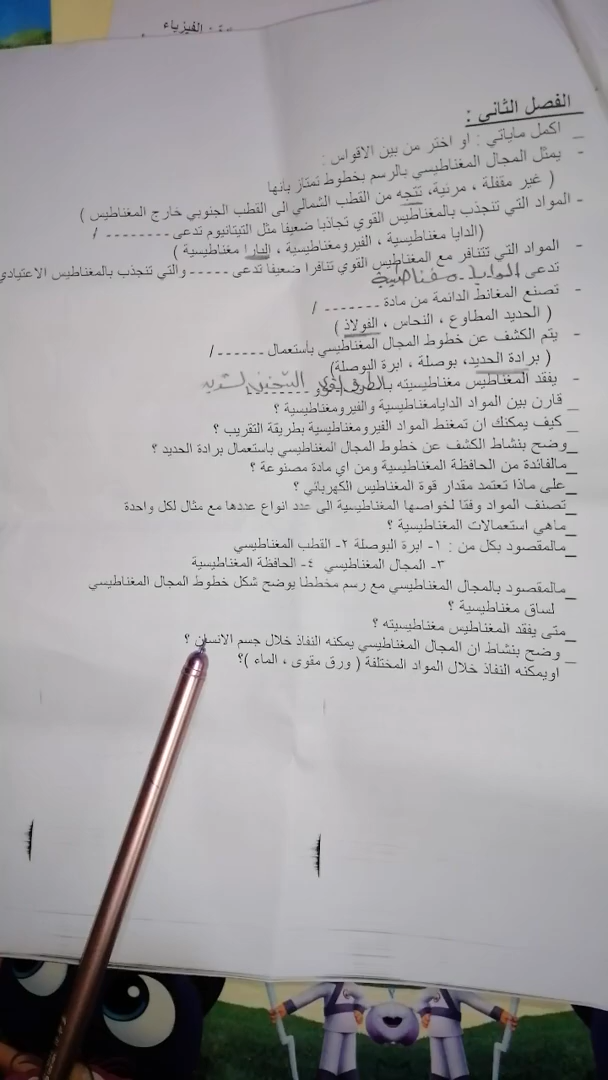 الفيزياء
الفصل الثاني :
_ اكمل ماياتي : او اختر من بين الاقواس :
- يمثل المجال المغناطيسي بالرسم بخطوط تمتاز بانها
( غير مقفلة ، مرئية، تتجه من القطب الشمالي الى القطب الجنوبي خارج المغناطيس )
- المواد التي تنجذب بالمغناطيس القوي تجاذبا ضعيفا مثل التيتانيوم تدعى -------- /
(الدايا مغناطيسية ، الفيرومغناطيسية ، البارا مغناطيسية )
- المواد التي تتنافر مع المغناطيس القوي تنافرا ضعيفا تدعى ----- والتي تنجذب بالمغناطيس الاعتيادي
تدعى الدايا مغناطيسية
- تصنع المغانط الدائمة من مادة ------- /
( الحديد المطاوع ، النحاس ، الفولاذ )
- يتم الكشف عن خطوط المجال المغناطيسي بأستعمال ------ /
( برادة الحديد، بوصلة ، ابرة البوصلة)
- يفقد المغناطيس مغناطيسيته بالطرق القوي التسخين الشديد
_ قارن بين المواد الدايامغناطيسية والفيرومغناطيسية ؟
_ كيف يمكنك ان تمغنط المواد الفيرومغناطيسية بطريقة التقريب ؟
_ وضح بنشاط الكشف عن خطوط المجال المغناطيسي باستعمال برادة الحديد ؟
_ مالفائدة من الحافظة المغناطيسية ومن اي مادة مصنوعة ؟
_ على ماذا تعتمد مقدار قوة المغناطيس الكهربائي ؟
_ تصنف المواد وفقا لخواصها المغناطيسية الى عدد انواع عددها مع مثال لكل واحدة
_ ماهي استعمالات المغناطيسية ؟
_ مالمقصود بكل من : ١- ابرة البوصلة ٢- القطب المغناطيسي
٣- المجال المغناطيسي ٤- الحافظة المغناطيسية
_ مالمقصود بالمجال المغناطيسي مع رسم مخططا يوضح شكل خطوط المجال المغناطيسي
لساق مغناطيسية ؟
_ متى يفقد المغناطيس مغناطيسيته ؟
_ وضح بنشاط ان المجال المغناطيسي يمكنه النفاذ خلال جسم الانسان ؟
اويمكنه النفاذ خلال المواد المختلفة ( ورق مقوى ، الماء )؟